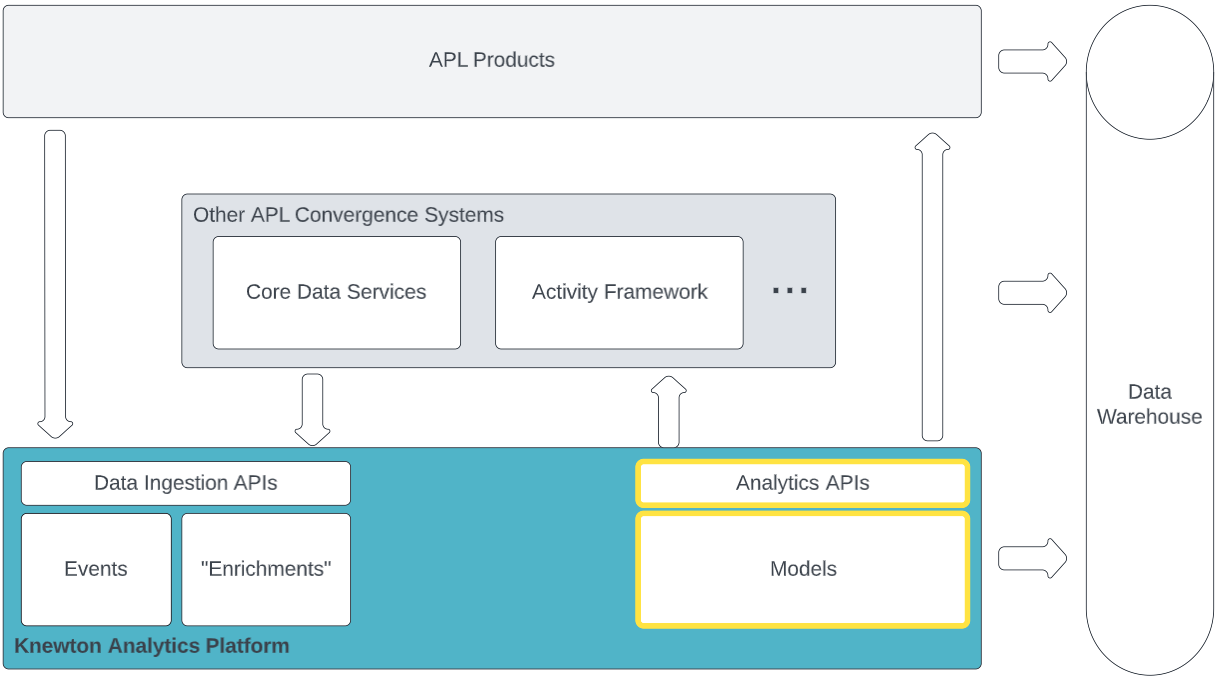 APL Products
Other APL Convergence Systems
Core Data Services
Activity Framework
...
Data
Warehouse
Data Ingestion APIs
Analytics APIs
Events
"Enrichments"
Models
Knewton Analytics Platform